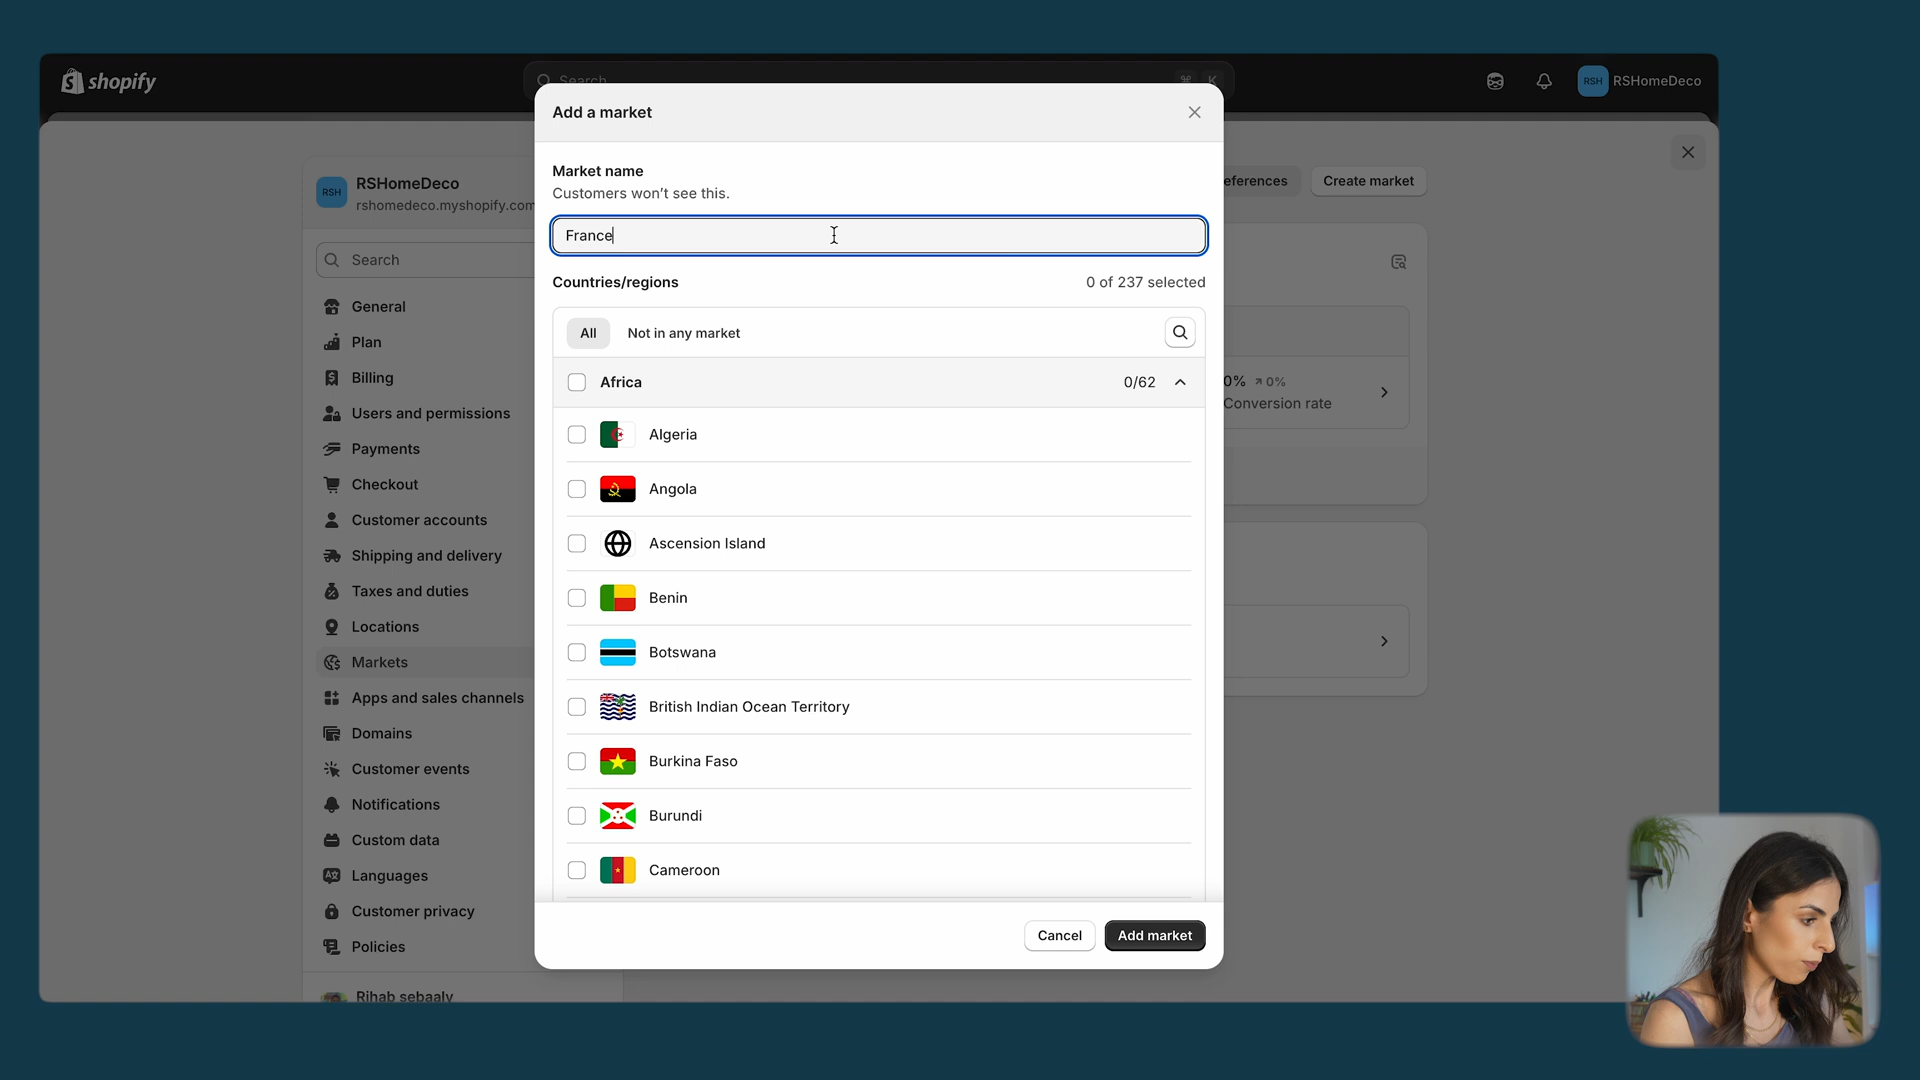 shopify
Search
⌘ K
RSH
RSHomeDeco
Add a market
RSH
RSHomeDeco
rshomedeco.myshopify.com
eferences
Create market
Market name
Customers won't see this.
France
Search
Countries/regions
0 of 237 selected
All
Not in any market
Africa
0/62
0% 0%
Conversion rate
General
Plan
Billing
Users and permissions
Payments
Checkout
Customer accounts
Shipping and delivery
Taxes and duties
Locations
Markets
Apps and sales channels
Domains
Customer events
Notifications
Custom data
Languages
Customer privacy
Policies
Rihab sebaaly
Algeria
Angola
Ascension Island
Benin
Botswana
British Indian Ocean Territory
Burkina Faso
Burundi
Cameroon
Cancel
Add market